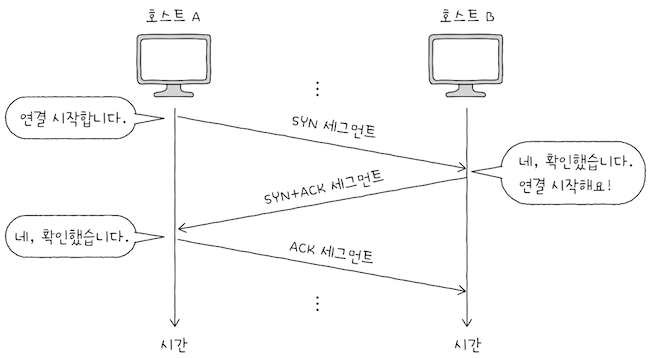 호스트 A
호스트 B
연결 시작합니다.
SYN 세그먼트
네, 확인했습니다.
연결 시작해요!
SYN+ACK 세그먼트
네, 확인했습니다.
ACK 세그먼트
시간
시간